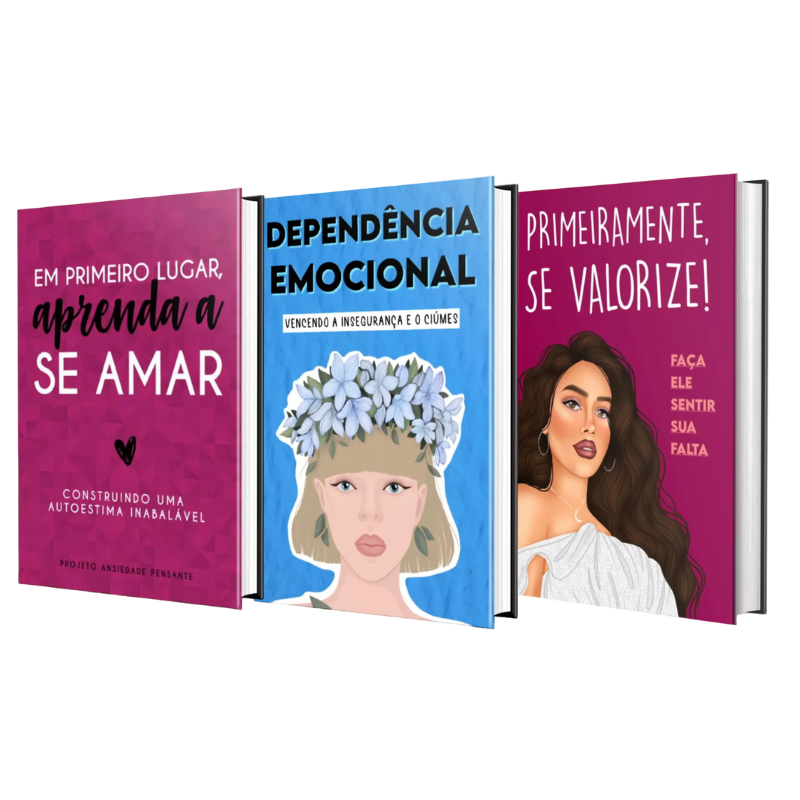 EM PRIMEIRO LUGAR,
aprenda a
SE AMAR
CONSTRUINDO UMA
AUTOESTIMA INABALÁVEL
PROJETO ANSIEDADE PENSANTE
DEPENDÊNCIA
EMOCIONAL
VENCENDO A INSEGURANÇA E O CIÚMES
PRIMEIRAMENTE,
SE VALORIZE!
FAÇA
ELE
SENTIR
SUA
FALTA